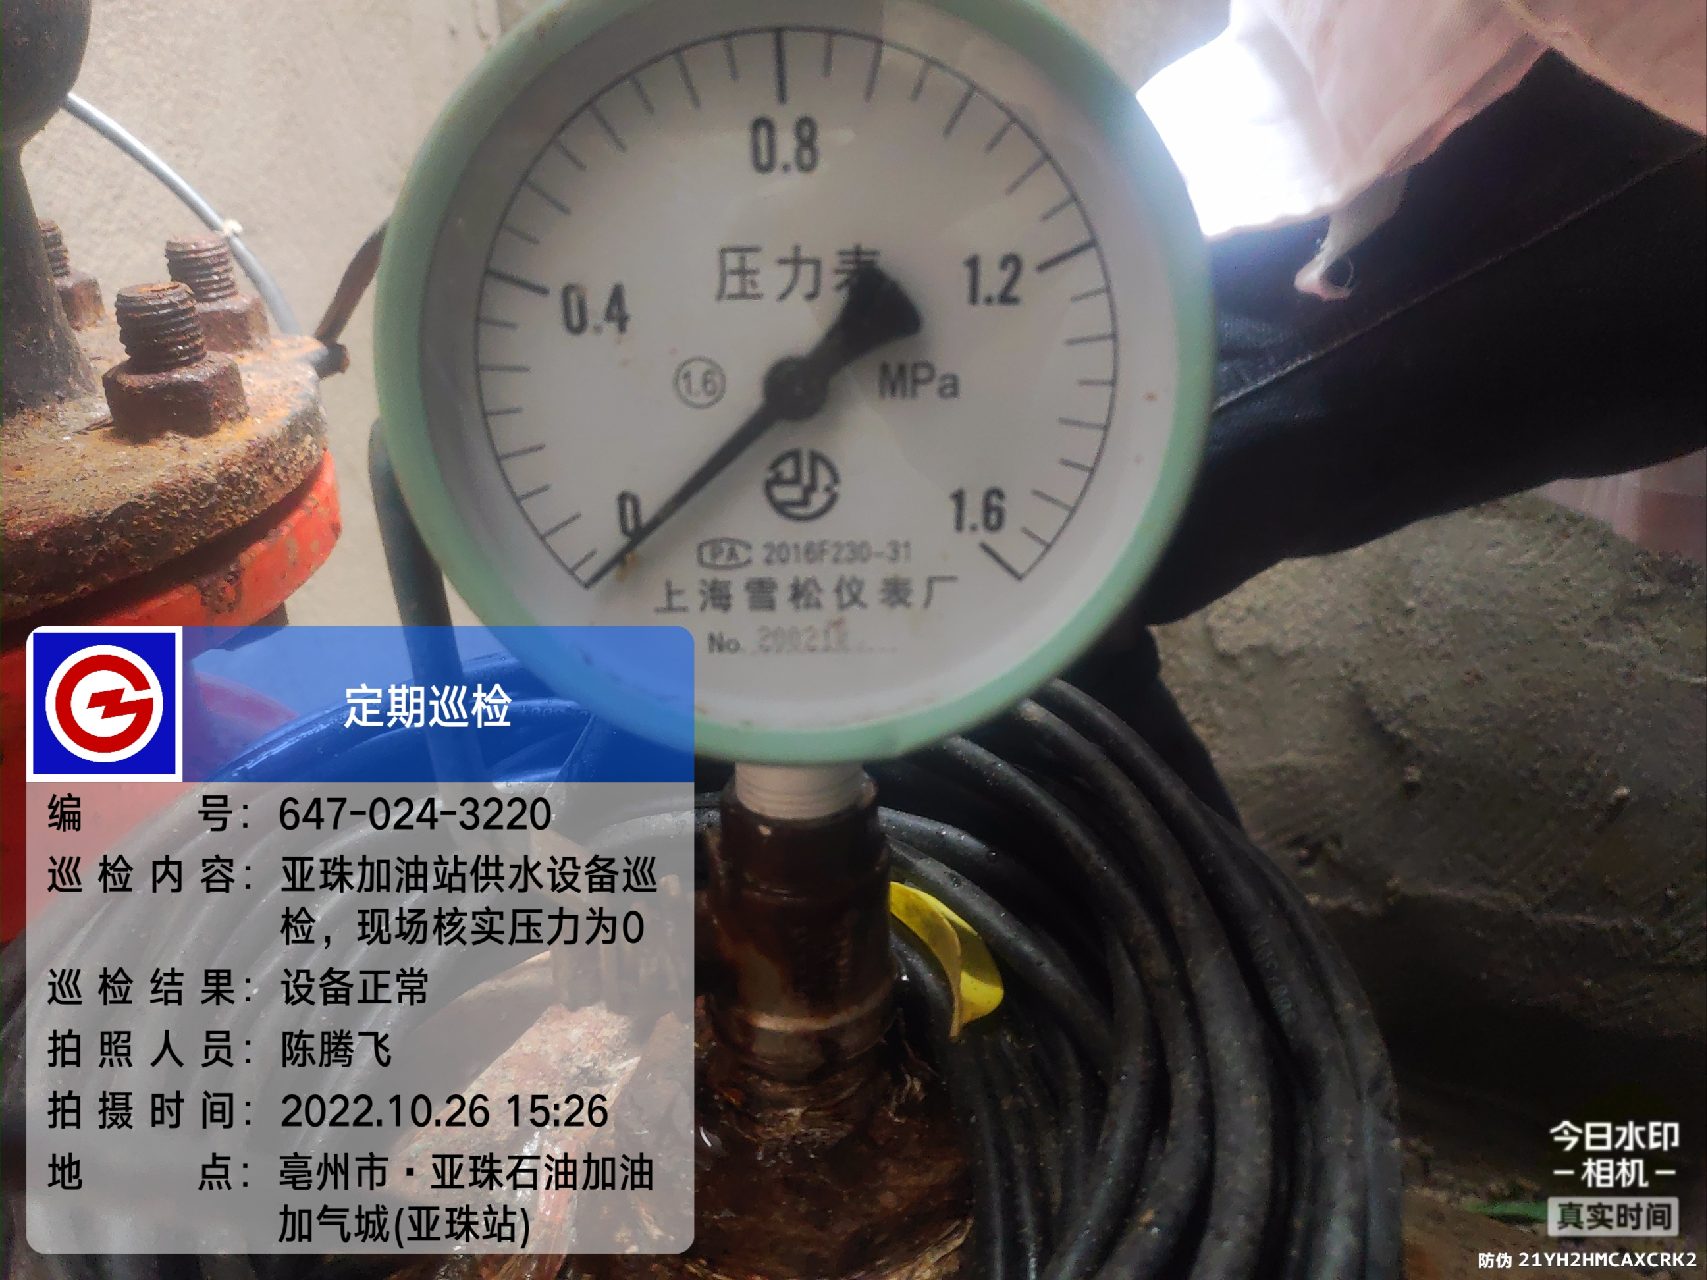 0.8
压力表
0.4
1.2
1.6
MPa
0
1.6
PA 2016F230-31
上海雪松仪表厂
No.
定期巡检
编号: 647-024-3220
巡检内容: 亚珠加油站供水设备巡
检，现场核实压力为0
巡检结果: 设备正常
拍照人员: 陈腾飞
拍摄时间: 2022.10.26 15:26
地点: 亳州市·亚珠石油加油
加气城(亚珠站)
今日水印
相机
真实时间
防伪 21YH2HMCAXCRK2